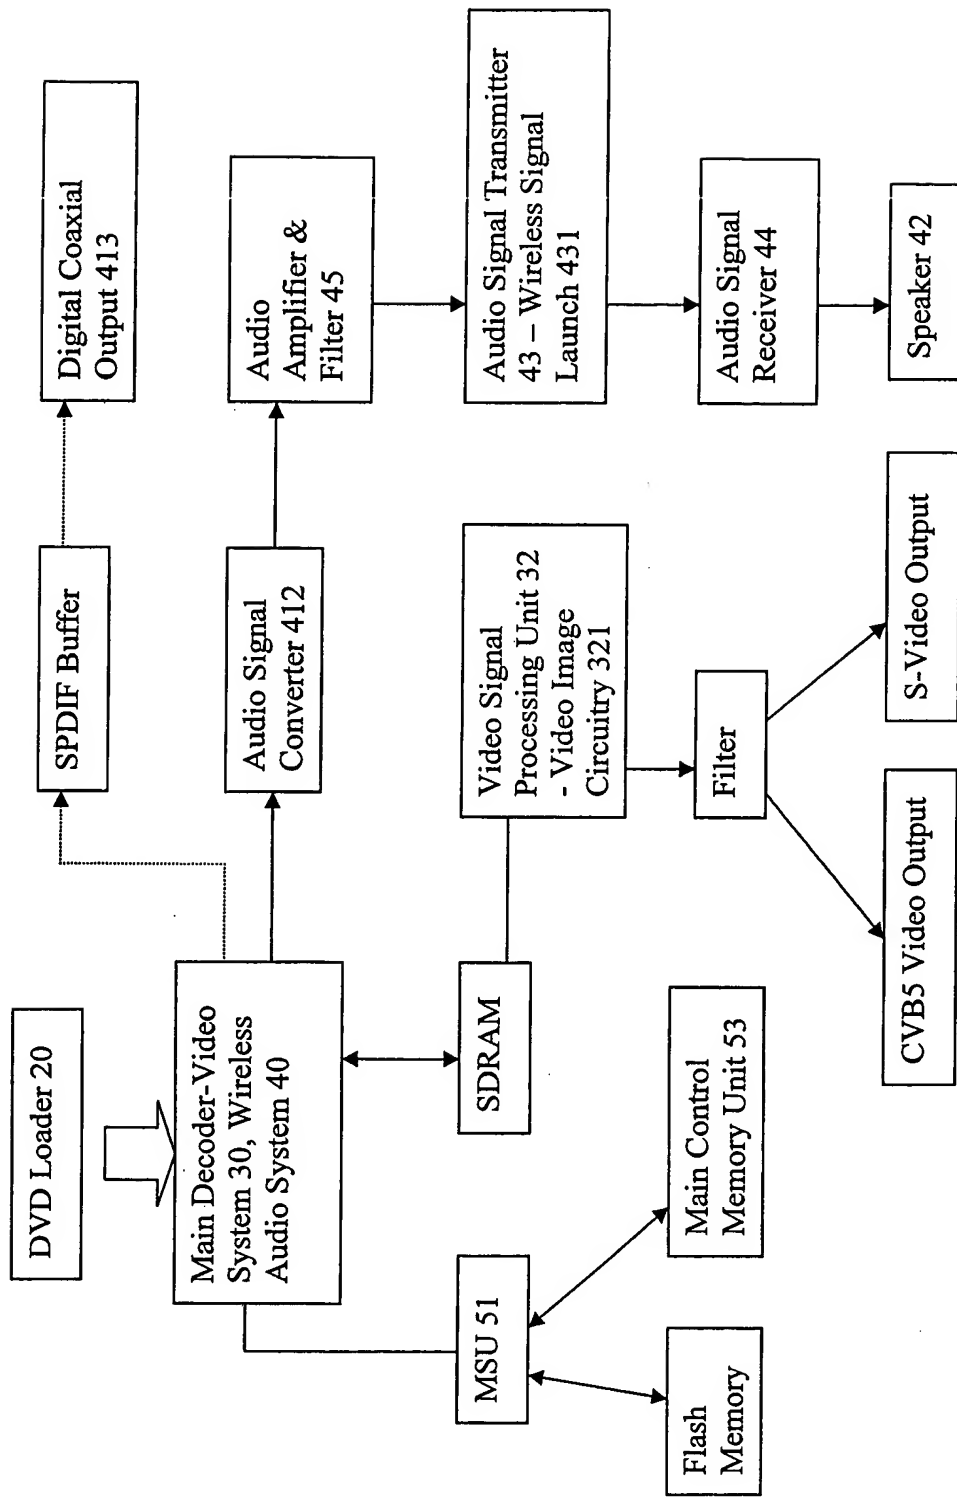 DVD Loader 20
Main Decoder-Video
System 30, Wireless
Audio System 40
SPDIF Buffer
Digital Coaxial
Output 413
Audio Signal
Converter 412
Audio
Amplifier &
Filter 45
Audio Signal Transmitter
43 – Wireless Signal
Launch 431
Audio Signal
Receiver 44
Speaker 42
SDRAM
Video Signal
Processing Unit 32
- Video Image
Circuitry 321
Filter
CVB5 Video Output
S-Video Output
MSU 51
Flash
Memory
Main Control
Memory Unit 53